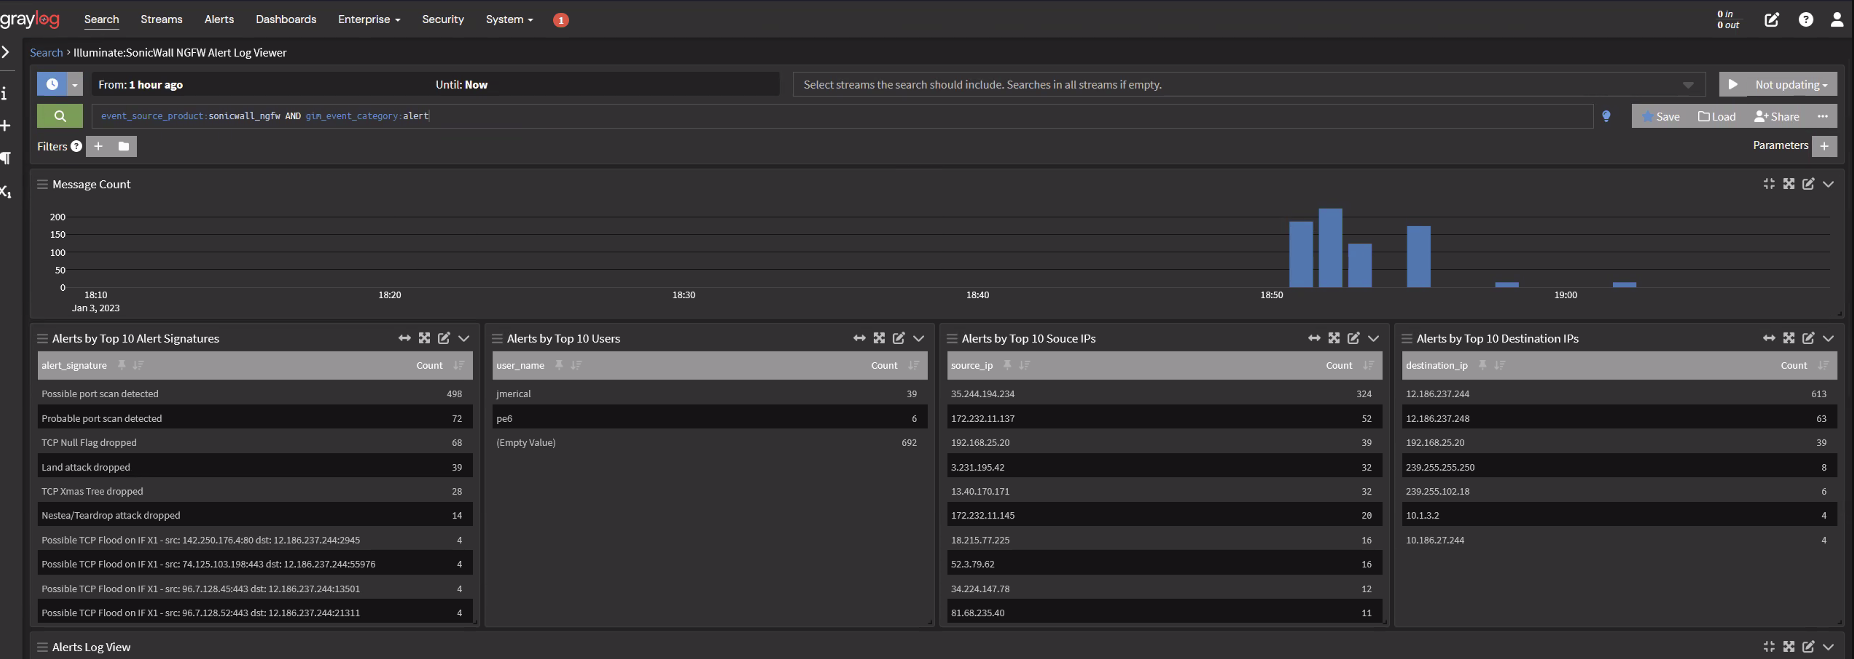 graylog Search Streams Alerts Dashboards Enterprise Security System 1 0 in
0 out
Search > Illuminate:SonicWall NGFW Alert Log Viewer
From: 1 hour ago Until: Now Select streams the search should include. Searches in all streams if empty. Not updating
event_source_product:sonicwall_ngfw AND gim_event_category:alert Save Load Share ···
Filters Parameters
Message Count
200
150
100
50
0
18:10 18:20 18:30 18:40 18:50 19:00
Jan 3, 2023
Alerts by Top 10 Alert Signatures
alert_signature Count
Possible port scan detected 498
Probable port scan detected 72
TCP Null Flag dropped 68
Land attack dropped 39
TCP Xmas Tree dropped 28
Nestea/Teardrop attack dropped 14
Possible TCP Flood on IF X1 - src: 142.250.176.4:80 dst: 12.186.237.244:2945 4
Possible TCP Flood on IF X1 - src: 74.125.103.198:443 dst: 12.186.237.244:55976 4
Possible TCP Flood on IF X1 - src: 96.7.128.45:443 dst: 12.186.237.244:13501 4
Possible TCP Flood on IF X1 - src: 96.7.128.52:443 dst: 12.186.237.244:21311 4
Alerts by Top 10 Users
user_name Count
jmerical 39
pe6 6
(Empty Value) 692
Alerts by Top 10 Souce IPs
source_ip Count
35.244.194.234 324
172.232.11.137 52
192.168.25.20 39
3.231.195.42 32
13.40.170.171 32
172.232.11.145 20
18.215.77.225 16
52.3.79.62 16
34.224.147.78 12
81.68.235.40 11
Alerts by Top 10 Destination IPs
destination_ip Count
12.186.237.244 613
12.186.237.248 63
192.168.25.20 39
239.255.255.250 8
239.255.102.18 6
10.1.3.2 4
10.186.27.244 4
Alerts Log View